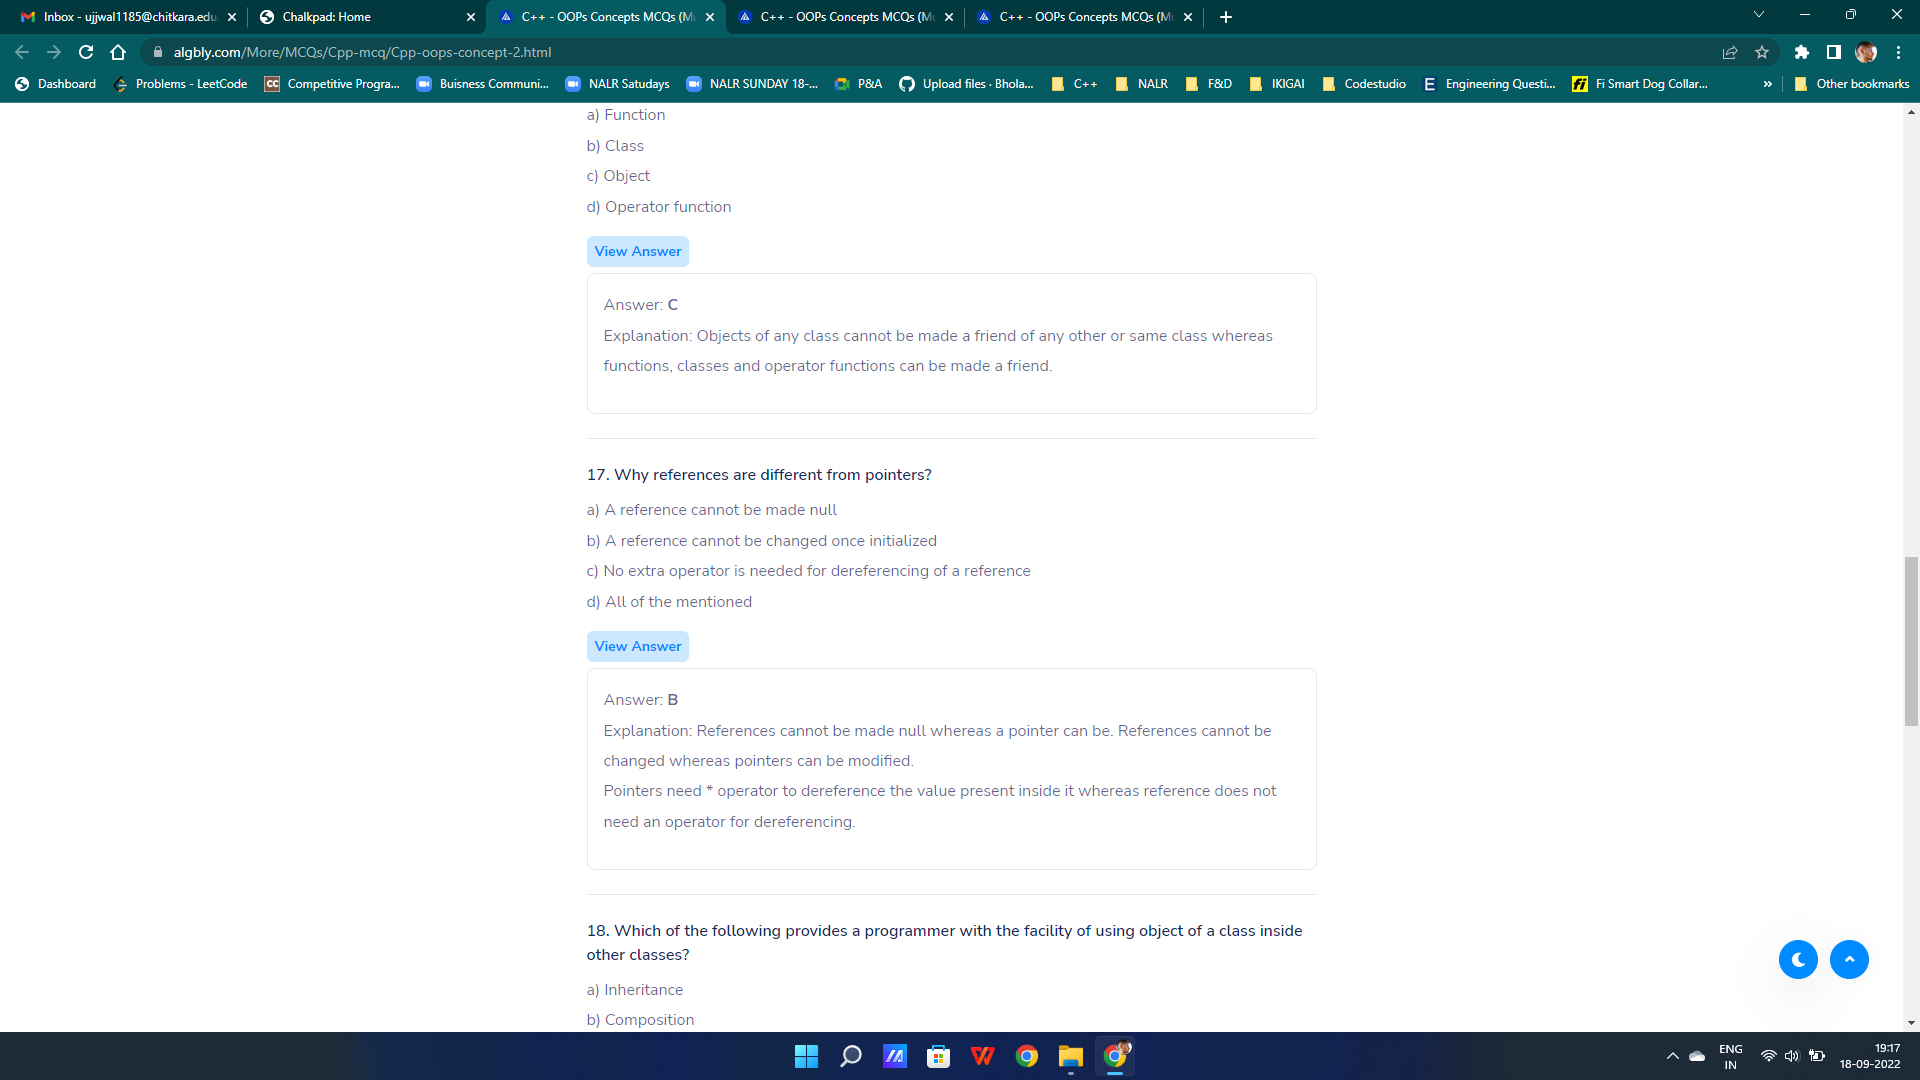 Inbox - ujjwal1185@chitkara.edu.
Chalkpad: Home
C++ - OOPs Concepts MCQs (Mu
C++ - OOPs Concepts MCQs (Mu
C++ - OOPs Concepts MCQs (Mu
algbly.com/More/MCQs/Cpp-mcq/Cpp-oops-concept-2.html
Dashboard
Problems - LeetCode
CC Competitive Progra...
Buisness Communi...
NALR Satudays
NALR SUNDAY 18-...
P&A
Upload files · Bhola...
C++
NALR
F&D
IKIGAI
Codestudio
E Engineering Questi...
fi Fi Smart Dog Collar...
»
Other bookmarks
a) Function
b) Class
c) Object
d) Operator function
View Answer
Answer: C
Explanation: Objects of any class cannot be made a friend of any other or same class whereas
functions, classes and operator functions can be made a friend.
17. Why references are different from pointers?
a) A reference cannot be made null
b) A reference cannot be changed once initialized
c) No extra operator is needed for dereferencing of a reference
d) All of the mentioned
View Answer
Answer: B
Explanation: References cannot be made null whereas a pointer can be. References cannot be
changed whereas pointers can be modified.
Pointers need * operator to dereference the value present inside it whereas reference does not
need an operator for dereferencing.
18. Which of the following provides a programmer with the facility of using object of a class inside
other classes?
a) Inheritance
b) Composition
ENG
IN
19:17
18-09-2022